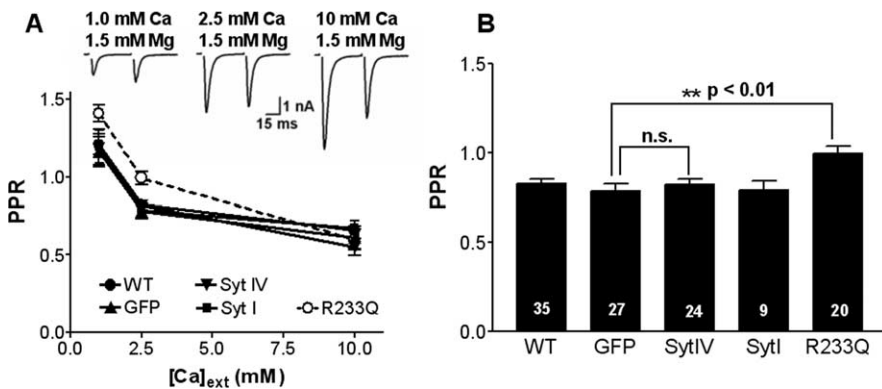 A
1.0 mM Ca 2.5 mM Ca 10 mM Ca
1.5 mM Mg 1.5 mM Mg 1.5 mM Mg
1 nA
15 ms
PPR
1.5
1.0
0.5
0.0
WT Syt IV
GFP Syt I R233Q
0.0 2.5 5.0 7.5 10.0
[Ca]ext (mM)
B
** p < 0.01
n.s.
PPR
1.5
1.0
0.5
0.0
35 27 24 9 20
WT GFP SytIV SytI R233Q